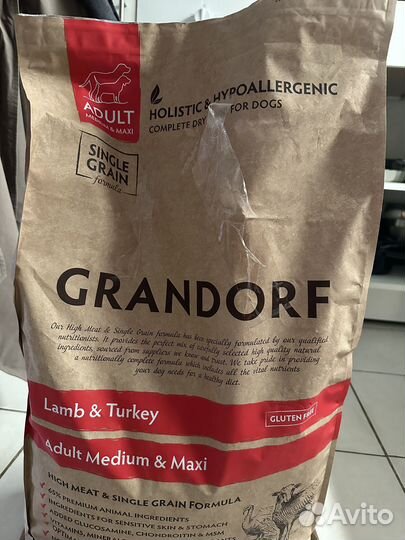 ADULT
MEDIUM & MAXI
HOLISTIC & HYPOALLERGENIC
COMPLETE DRY FOR DOGS
SINGLE
GRAIN
formula
GRANDORF
Our High Meat & Single Grain formula has been specially formulated by our qualified
nutritionists. It provides the perfect mix of carefully selected high quality natural
ingredients, sourced from suppliers we know and trust. We take pride in providing
a nutritionally complete formula which includes all the vital nutrients
your dog needs for a healthy diet.
Lamb & Turkey
GLUTEN FREE
Adult Medium & Maxi
HIGH MEAT & SINGLE GRAIN FORMULA
65% PREMIUM ANIMAL INGREDIENTS
INGREDIENTS FOR SENSITIVE SKIN & STOMACH
ADDED GLUCOSAMINE, CHONDROITIN & MSM
VITAMINS, MINERALS
Avito